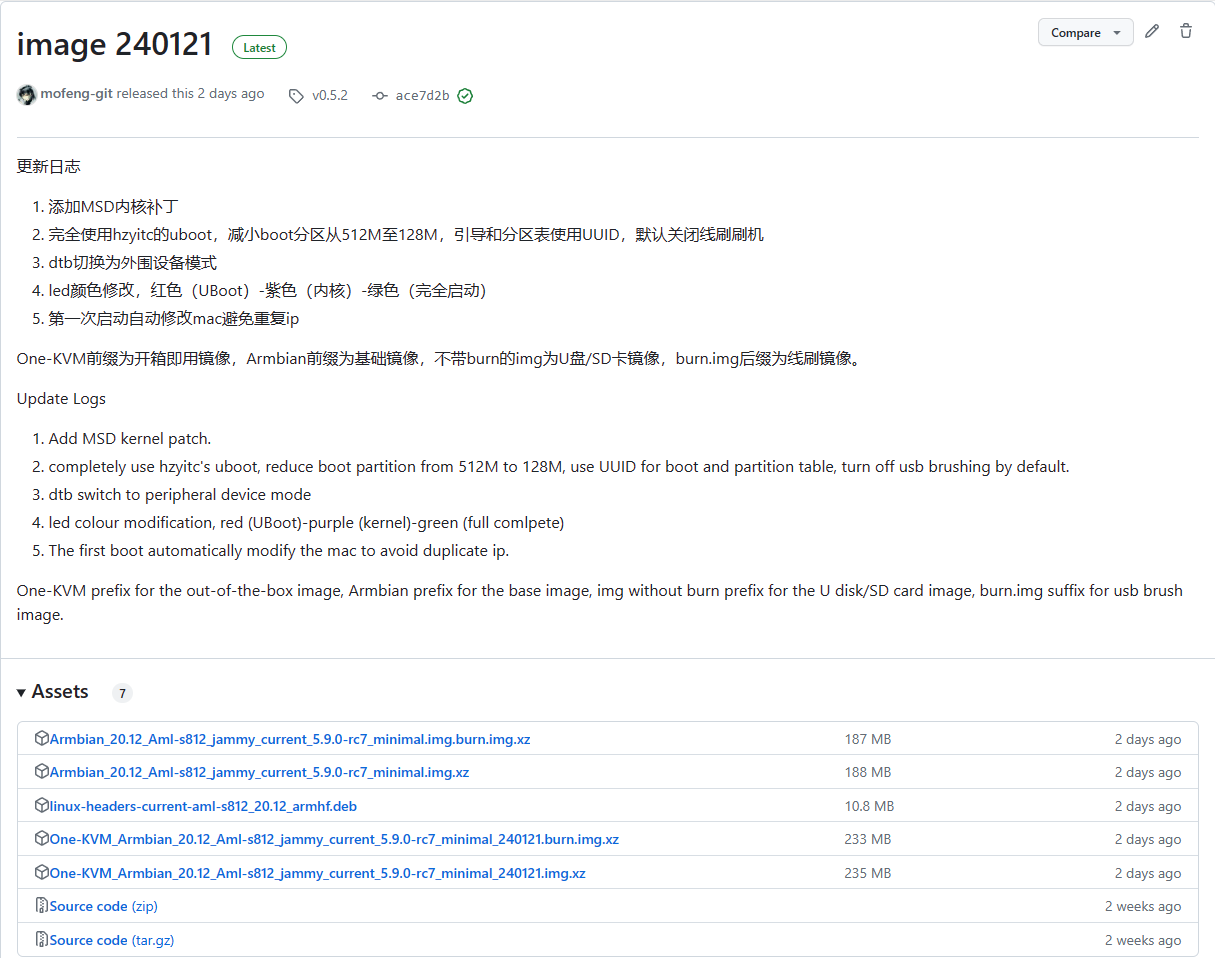 image 240121 Latest Compare
mofeng-git released this 2 days ago v0.5.2 ace7d2b
更新日志
1. 添加MSD内核补丁
2. 完全使用hzyitc的uboot，减小boot分区从512M至128M，引导和分区表使用UUID，默认关闭线刷刷机
3. dtb切换为外围设备模式
4. led颜色修改，红色（UBoot）-紫色（内核）-绿色（完全启动）
5. 第一次启动自动修改mac避免重复ip
One-KVM前缀为开箱即用镜像，Armbian前缀为基础镜像，不带burn的img为U盘/SD卡镜像，burn.img后缀为线刷镜像。
Update Logs
1. Add MSD kernel patch.
2. completely use hzyitc's uboot, reduce boot partition from 512M to 128M, use UUID for boot and partition table, turn off usb brushing by default.
3. dtb switch to peripheral device mode
4. led colour modification, red (UBoot)-purple (kernel)-green (full comlpete)
5. The first boot automatically modify the mac to avoid duplicate ip.
One-KVM prefix for the out-of-the-box image, Armbian prefix for the base image, img without burn prefix for the U disk/SD card image, burn.img suffix for usb brush
image.
Assets 7
Armbian_20.12_Aml-s812_jammy_current_5.9.0-rc7_minimal.img.burn.img.xz 187 MB 2 days ago
Armbian_20.12_Aml-s812_jammy_current_5.9.0-rc7_minimal.img.xz 188 MB 2 days ago
linux-headers-current-aml-s812_20.12_armhf.deb 10.8 MB 2 days ago
One-KVM_Armbian_20.12_Aml-s812_jammy_current_5.9.0-rc7_minimal_240121.burn.img.xz 233 MB 2 days ago
One-KVM_Armbian_20.12_Aml-s812_jammy_current_5.9.0-rc7_minimal_240121.img.xz 235 MB 2 days ago
Source code (zip) 2 weeks ago
Source code (tar.gz) 2 weeks ago